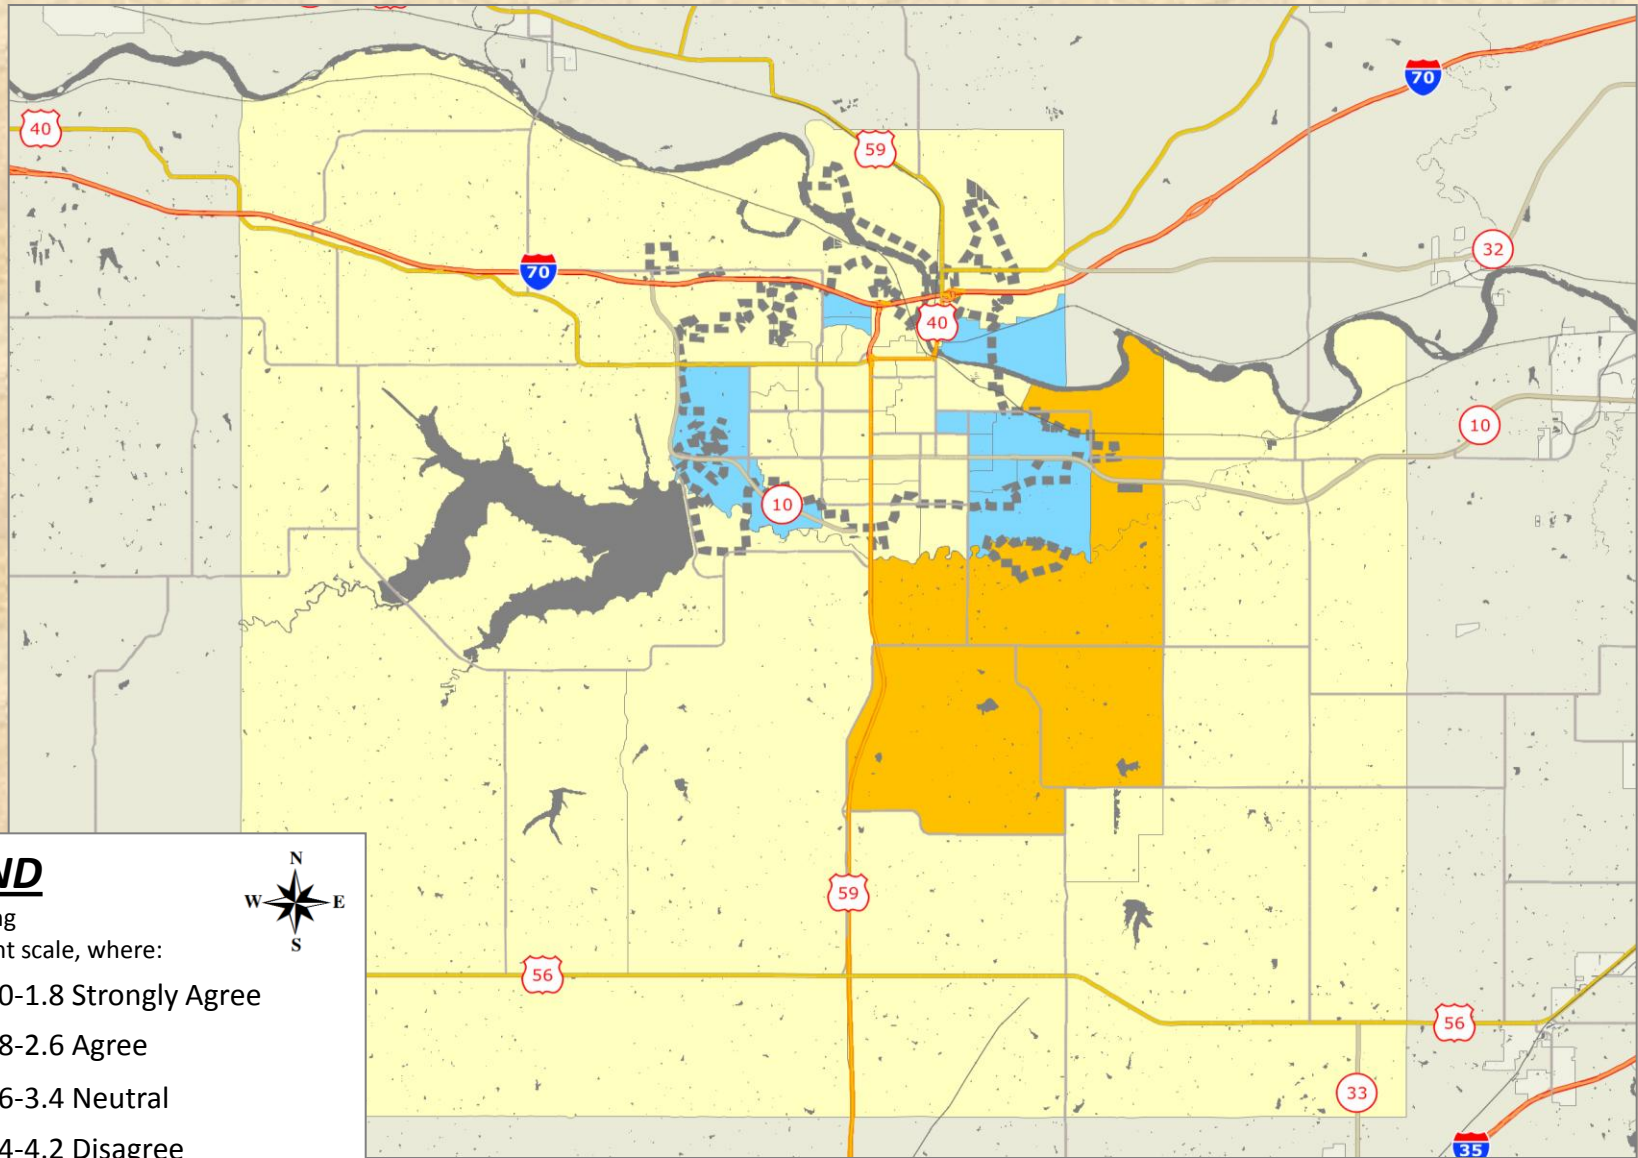 70
40
59
32
70
40
10
10
59
56
56
33
35
ND
N
W E
S
ng
nt scale, where:
0-1.8 Strongly Agree
8-2.6 Agree
6-3.4 Neutral
4-4.2 Disagree